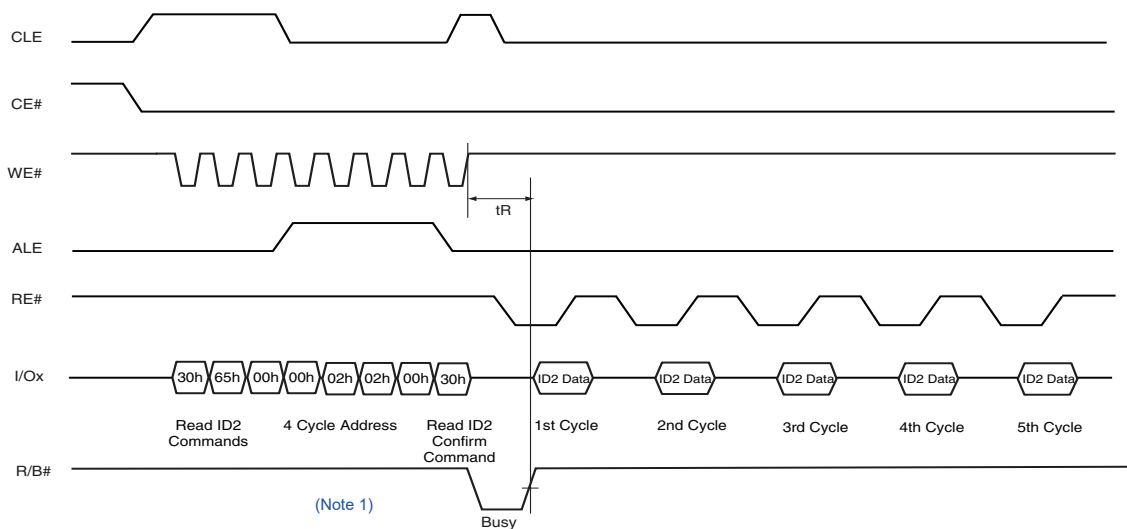 CLE
CE#
WE#
tR
ALE
RE#
I/Ox
30h 65h 00h 00h 02h 02h 00h 30h ID2 Data ID2 Data ID2 Data ID2 Data ID2 Data
Read ID2
Commands
4 Cycle Address
Read ID2
Confirm
Command
1st Cycle
2nd Cycle
3rd Cycle
4th Cycle
5th Cycle
R/B#
(Note 1)
Busy